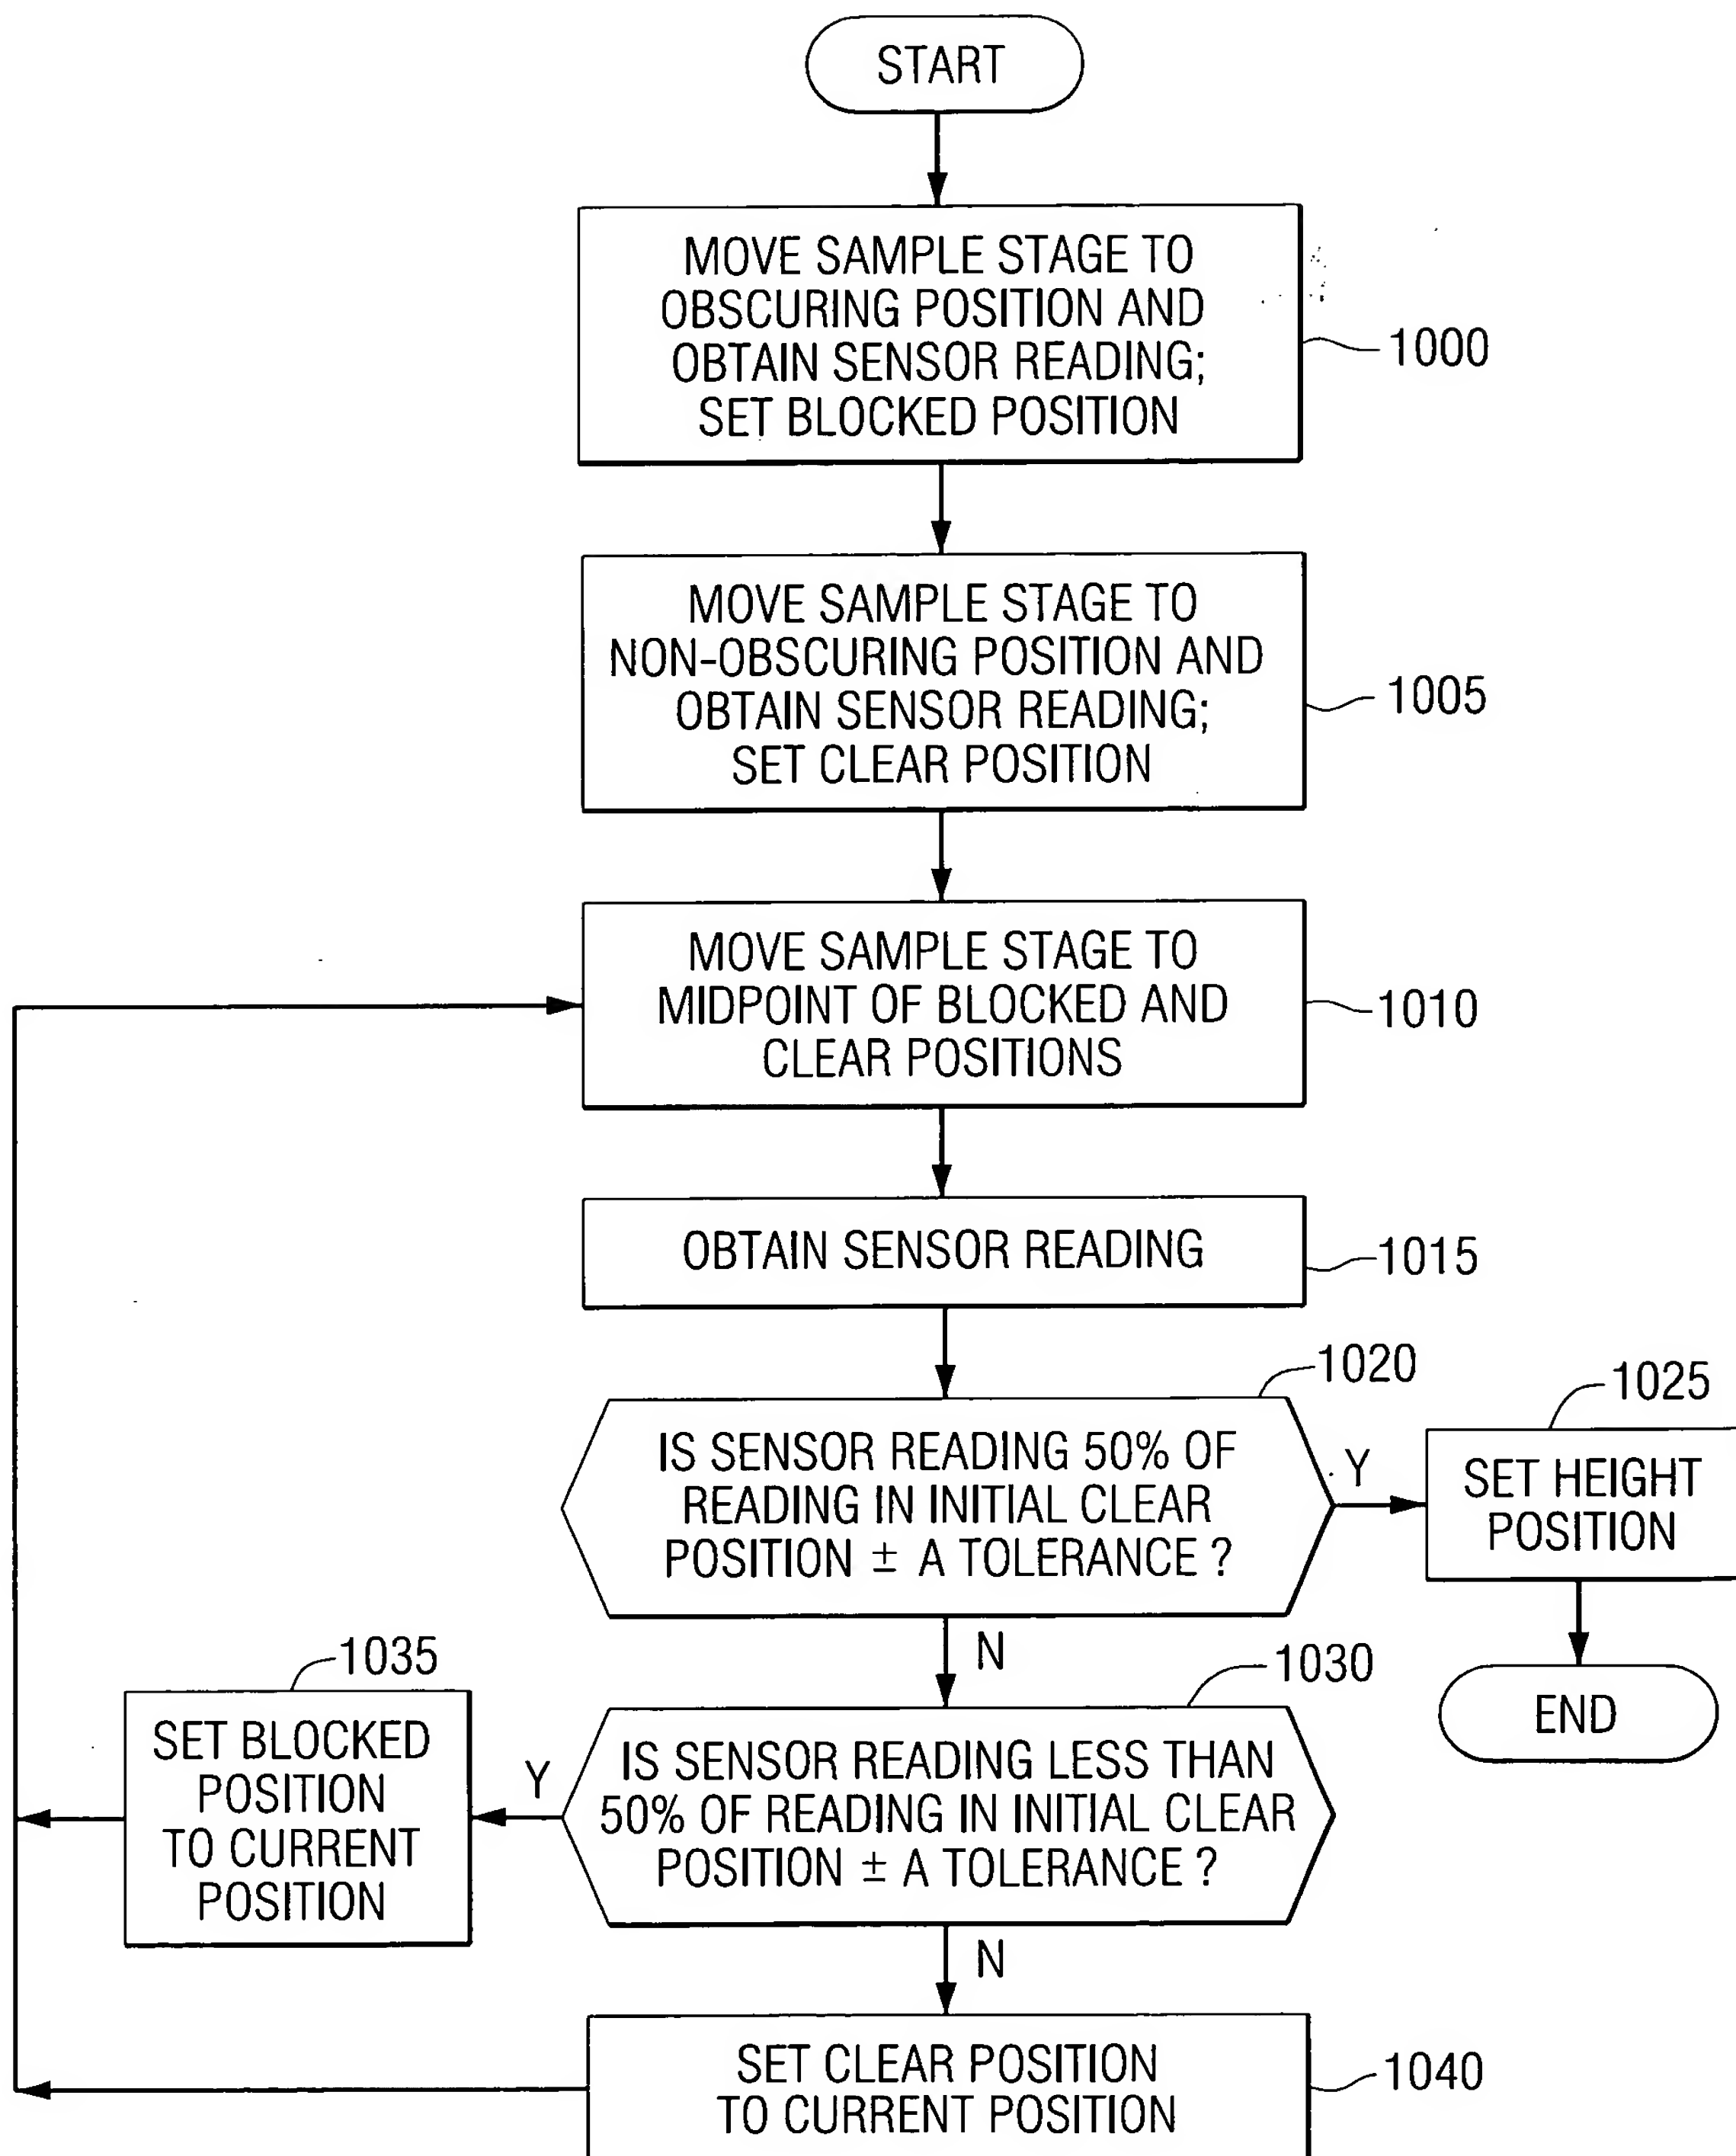 START
MOVE SAMPLE STAGE TO
OBSCURING POSITION AND
OBTAIN SENSOR READING;
SET BLOCKED POSITION
1000
MOVE SAMPLE STAGE TO
NON-OBSCURING POSITION AND
OBTAIN SENSOR READING;
SET CLEAR POSITION
1005
MOVE SAMPLE STAGE TO
MIDPOINT OF BLOCKED AND
CLEAR POSITIONS
1010
OBTAIN SENSOR READING
1015
1020
IS SENSOR READING 50% OF
READING IN INITIAL CLEAR
POSITION ± A TOLERANCE ?
Y
1025
SET HEIGHT
POSITION
END
N
1030
IS SENSOR READING LESS THAN
50% OF READING IN INITIAL CLEAR
POSITION ± A TOLERANCE ?
Y
1035
SET BLOCKED
POSITION
TO CURRENT
POSITION
N
SET CLEAR POSITION
TO CURRENT POSITION
1040